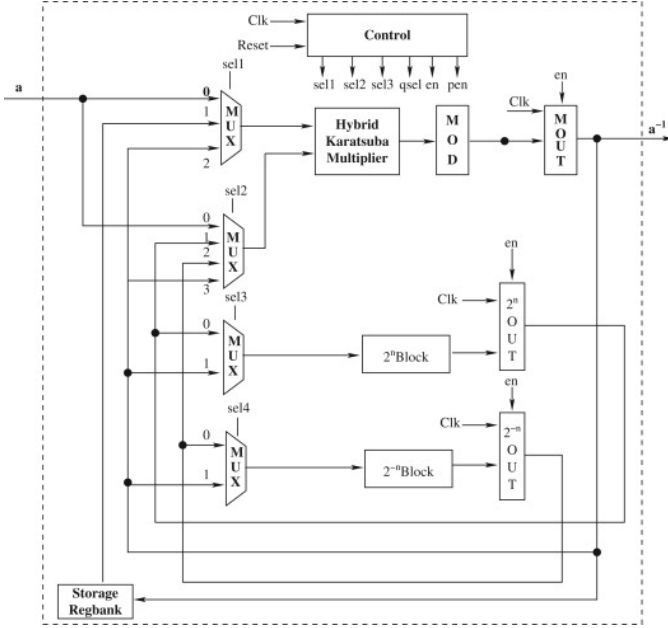 Clk
Reset
Control
sel1 sel2 sel3 qsel en pen
sel1
a
0
1
2
MUX
Hybrid
Karatsuba
Multiplier
MOD
Clk
en
MOUT
a⁻¹
sel2
0
1
2
3
MUX
sel3
0
1
MUX
2ⁿBlock
Clk
en
2ⁿ
OUT
sel4
0
1
MUX
2⁻ⁿBlock
Clk
en
2⁻ⁿ
OUT
Storage
Regbank